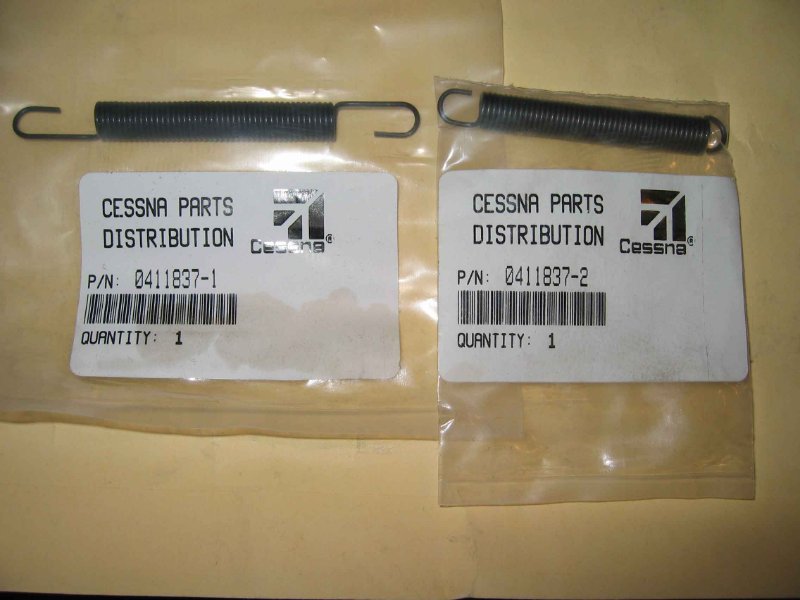 CESSNA PARTS
DISTRIBUTION
Cessna®
P/N: 0411837-1
QUANTITY: 1
CESSNA PARTS
DISTRIBUTION
Cessna®
P/N: 0411837-2
QUANTITY: 1